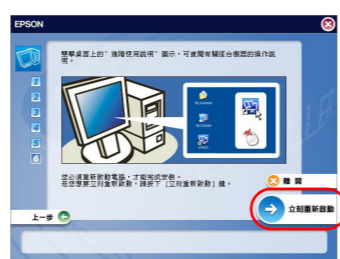 EPSON
雙擊桌面上的"進階使用說明"圖示，可查閱有關這台機器的操作說
明。
1
2
3
4
5
6
您必須重新啟動電腦，才能完成安裝。
若您想要立刻重新啟動，請按下 [立刻重新啟動] 鍵。
離 開
立刻重新啟動
上一步